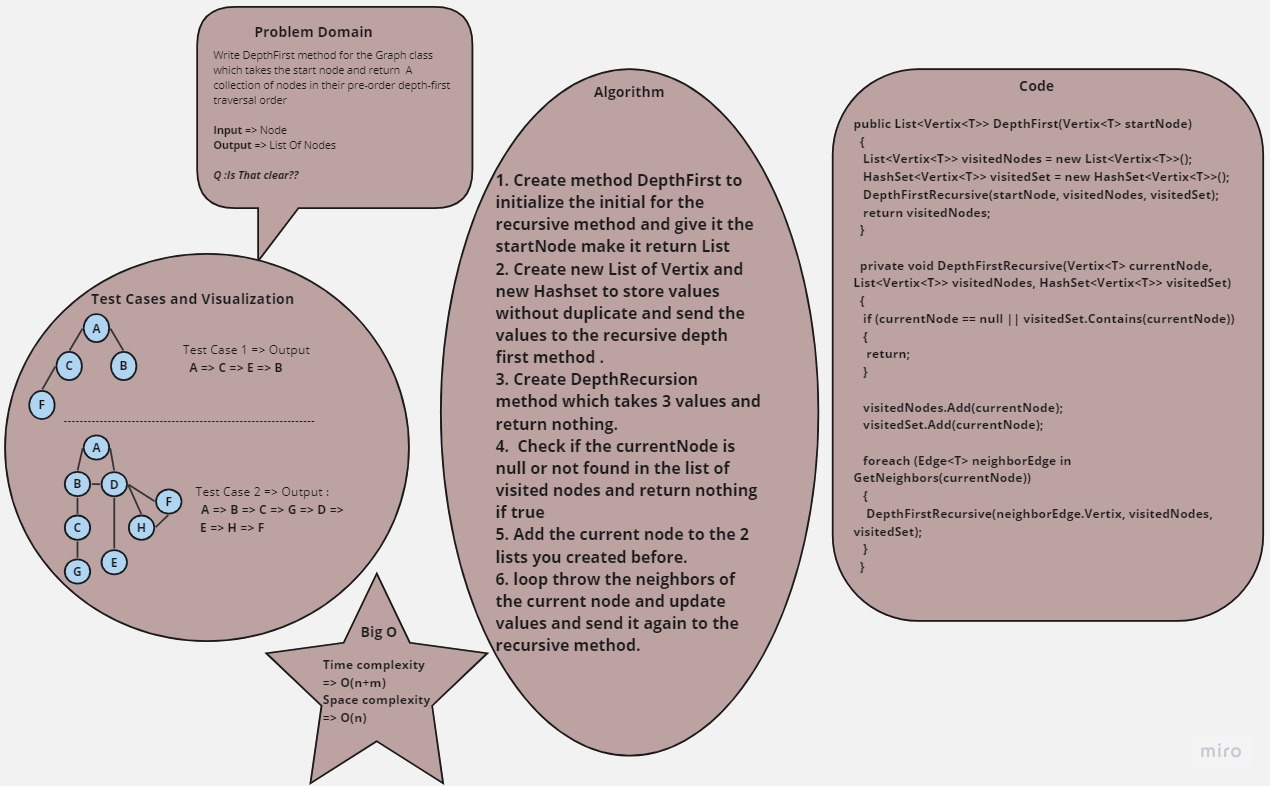 Problem Domain
Write DepthFirst method for the Graph class
which takes the start node and return  A
collection of nodes in their pre-order depth-first
traversal order
Input => Node
Output => List Of Nodes
Q :Is That clear??
Test Cases and Visualization
A
C
B
F
Test Case 1 => Output
A => C => E => B
A
B
D
F
C
H
G
E
Test Case 2 => Output :
A => B => C => G => D =>
E => H => F
Big O
Time complexity
=> O(n+m)
Space complexity
=> O(n)
Algorithm
1. Create method DepthFirst to
initialize the initial for the
recursive method and give it the
startNode make it return List
2. Create new List of Vertix and
new Hashset to store values
without duplicate and send the
values to the recursive depth
first method .
3. Create DepthRecursion
method which takes 3 values and
return nothing.
4.  Check if the currentNode is
null or not found in the list of
visited nodes and return nothing
if true
5. Add the current node to the 2
lists you created before.
6. loop throw the neighbors of
the current node and update
values and send it again to the
recursive method.
Code
public List<Vertix<T>> DepthFirst(Vertix<T> startNode)
{
List<Vertix<T>> visitedNodes = new List<Vertix<T>>();
HashSet<Vertix<T>> visitedSet = new HashSet<Vertix<T>>();
DepthFirstRecursive(startNode, visitedNodes, visitedSet);
return visitedNodes;
}
private void DepthFirstRecursive(Vertix<T> currentNode,
List<Vertix<T>> visitedNodes, HashSet<Vertix<T>> visitedSet)
{
if (currentNode == null || visitedSet.Contains(currentNode))
{
return;
}
visitedNodes.Add(currentNode);
visitedSet.Add(currentNode);
foreach (Edge<T> neighborEdge in
GetNeighbors(currentNode))
{
DepthFirstRecursive(neighborEdge.Vertix, visitedNodes,
visitedSet);
}
}
miro